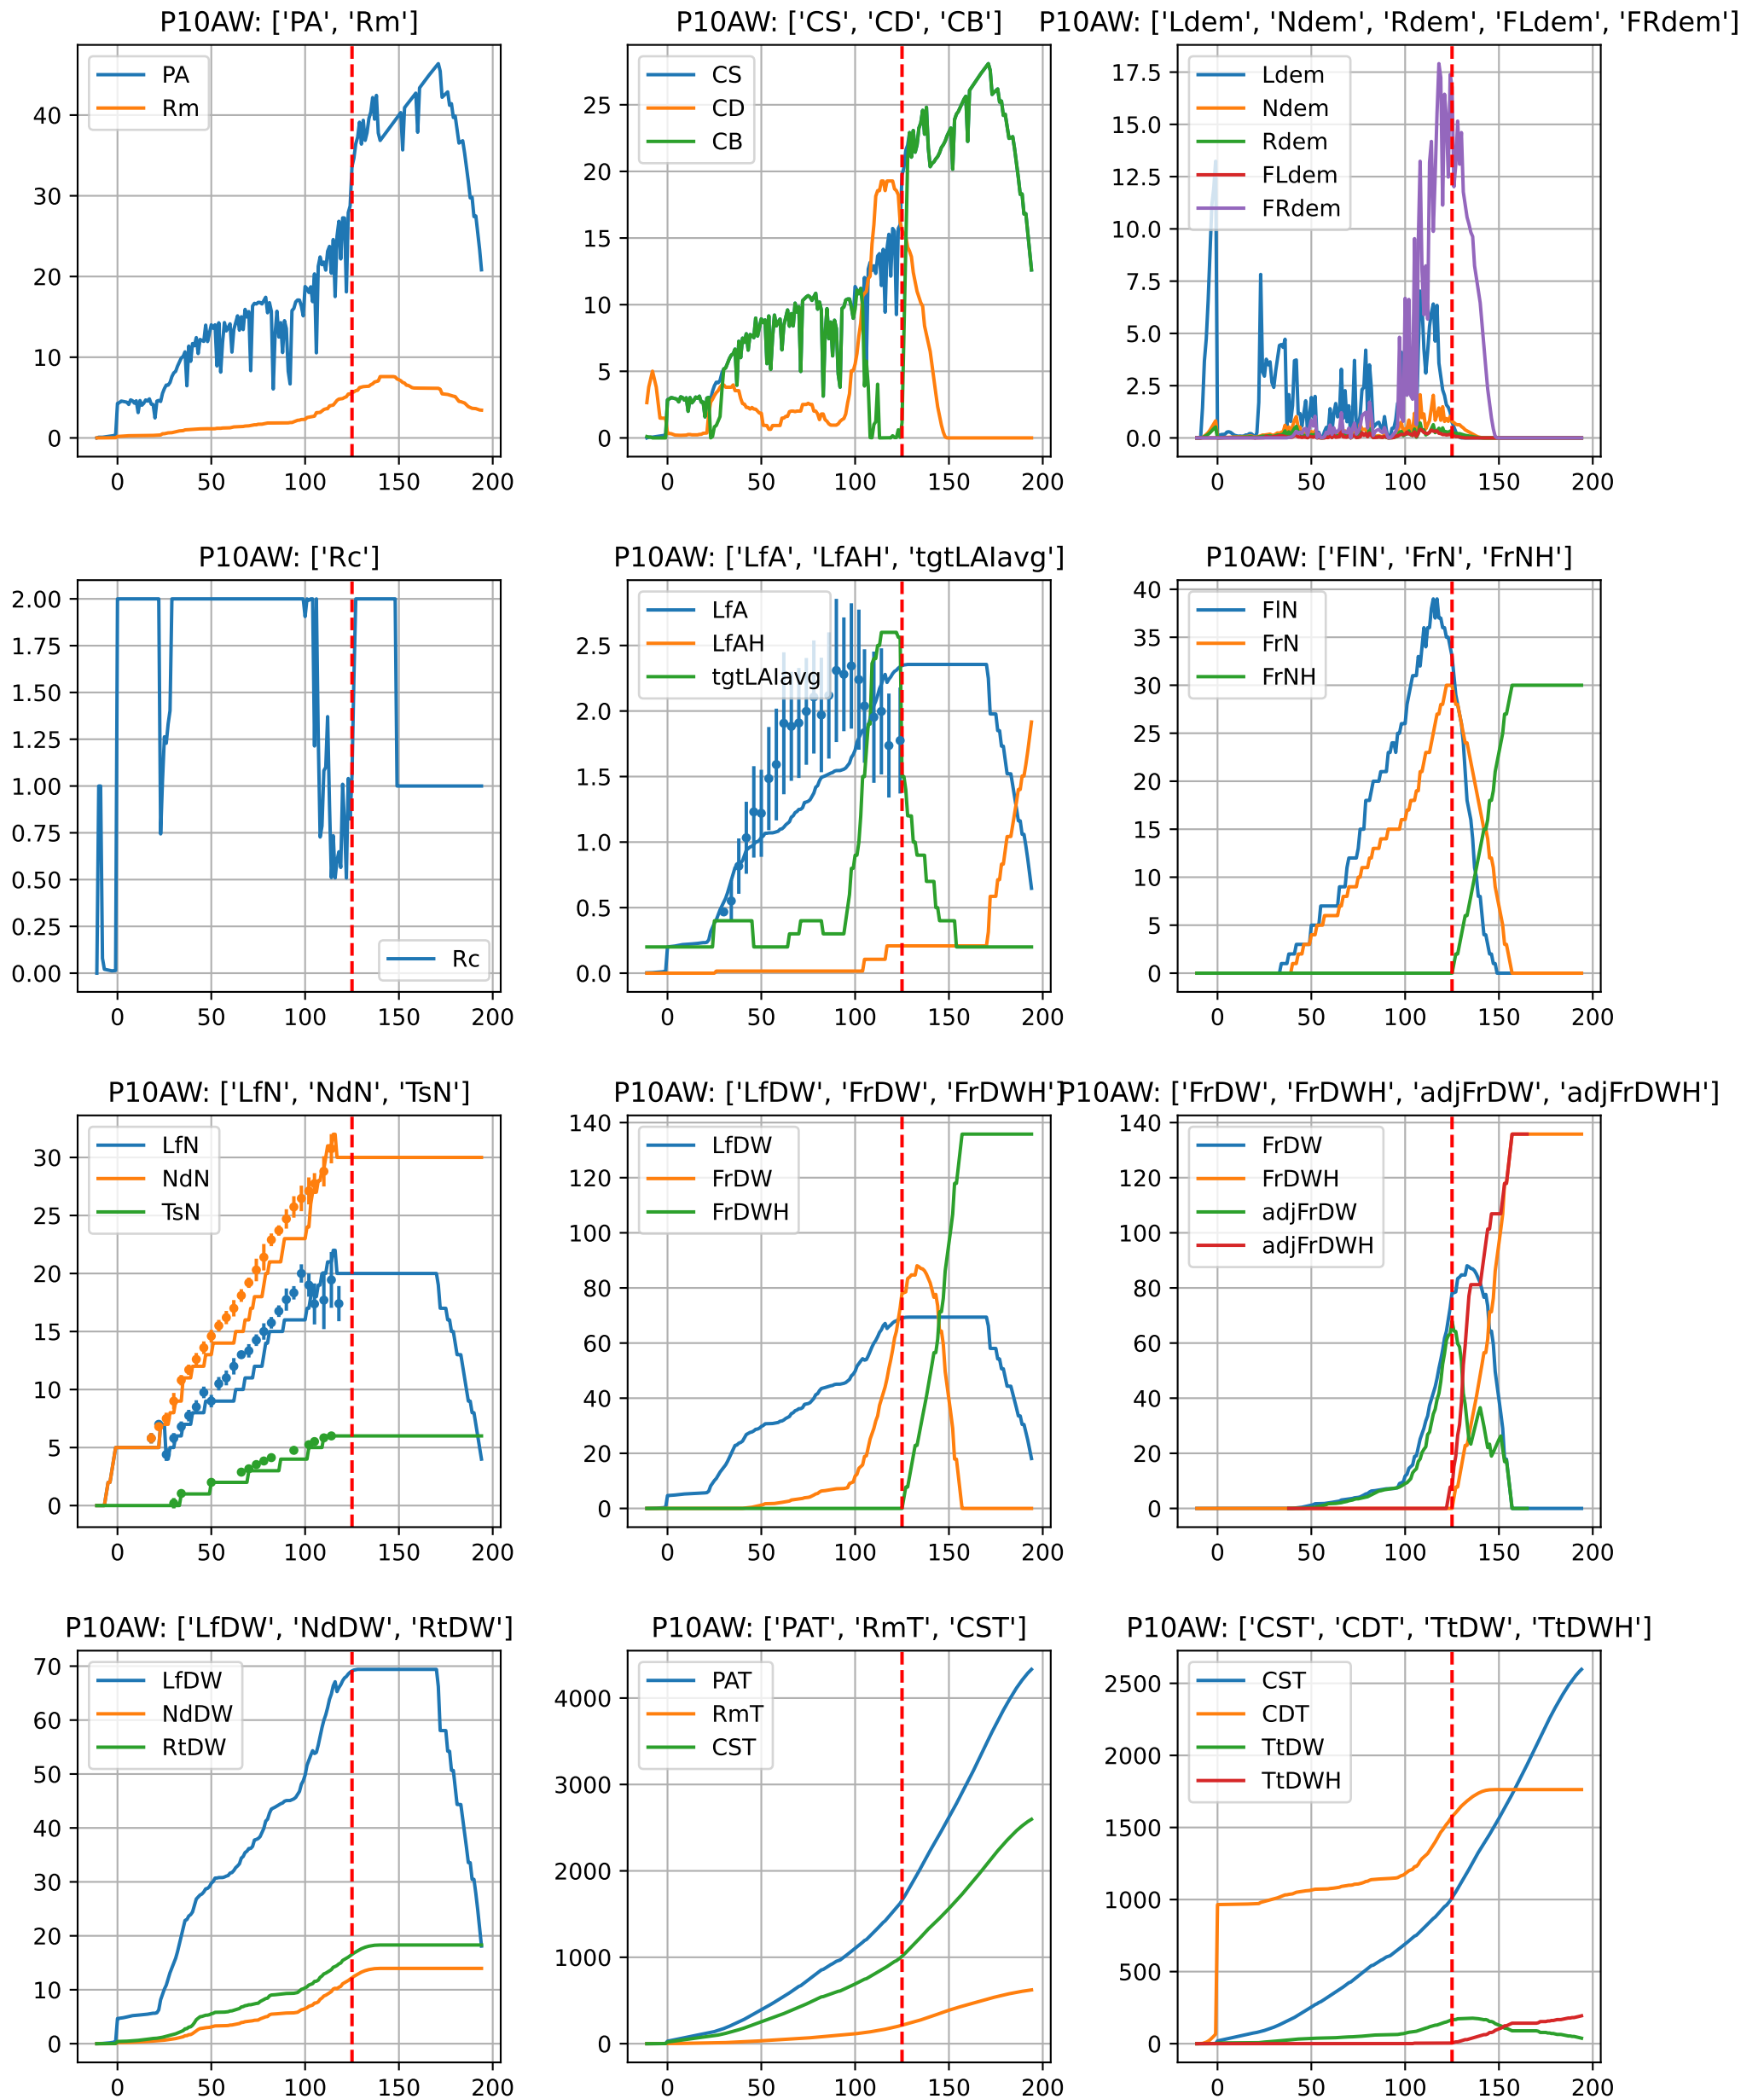 P10AW: ['PA', 'Rm']
PA
Rm
0
10
20
30
40
0 50 100 150 200
P10AW: ['CS', 'CD', 'CB']
CS
CD
CB
0
5
10
15
20
25
0 50 100 150 200
P10AW: ['Ldem', 'Ndem', 'Rdem', 'FLdem', 'FRdem']
Ldem
Ndem
Rdem
FLdem
FRdem
0.0
2.5
5.0
7.5
10.0
12.5
15.0
17.5
0 50 100 150 200
P10AW: ['Rc']
Rc
0.00
0.25
0.50
0.75
1.00
1.25
1.50
1.75
2.00
0 50 100 150 200
P10AW: ['LfA', 'LfAH', 'tgtLAIavg']
LfA
LfAH
tgtLAIavg
0.0
0.5
1.0
1.5
2.0
2.5
0 50 100 150 200
P10AW: ['FlN', 'FrN', 'FrNH']
FlN
FrN
FrNH
0
5
10
15
20
25
30
35
40
0 50 100 150 200
P10AW: ['LfN', 'NdN', 'TsN']
LfN
NdN
TsN
0
5
10
15
20
25
30
0 50 100 150 200
P10AW: ['LfDW', 'FrDW', 'FrDWH']
LfDW
FrDW
FrDWH
0
20
40
60
80
100
120
140
0 50 100 150 200
P10AW: ['FrDW', 'FrDWH', 'adjFrDW', 'adjFrDWH']
FrDW
FrDWH
adjFrDW
adjFrDWH
0
20
40
60
80
100
120
140
0 50 100 150 200
P10AW: ['LfDW', 'NdDW', 'RtDW']
LfDW
NdDW
RtDW
0
10
20
30
40
50
60
70
0 50 100 150 200
P10AW: ['PAT', 'RmT', 'CST']
PAT
RmT
CST
0
1000
2000
3000
4000
0 50 100 150 200
P10AW: ['CST', 'CDT', 'TtDW', 'TtDWH']
CST
CDT
TtDW
TtDWH
0
500
1000
1500
2000
2500
0 50 100 150 200